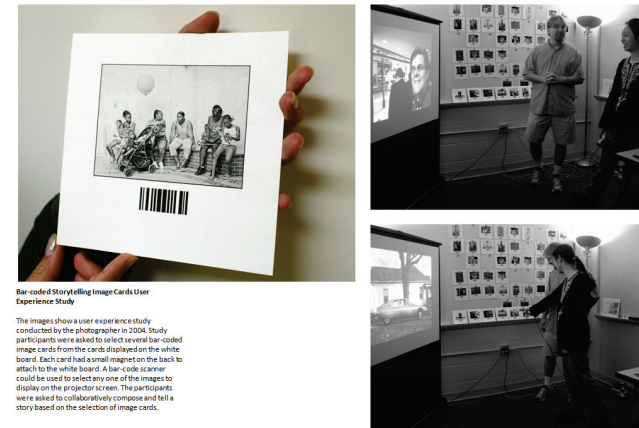 Bar-coded Storytelling Image Cards User
Experience Study
The images show a user experience study
conducted by the photographer in 2004. Study
participants were asked to select several bar-coded
image cards from the cards displayed on the white
board. Each card had a small magnet on the back to
attach to the white board. A bar-code scanner
could be used to select any one of the images to
display on the projector screen. The participants
were asked to collaboratively compose and tell a
story based on the selection of image cards.